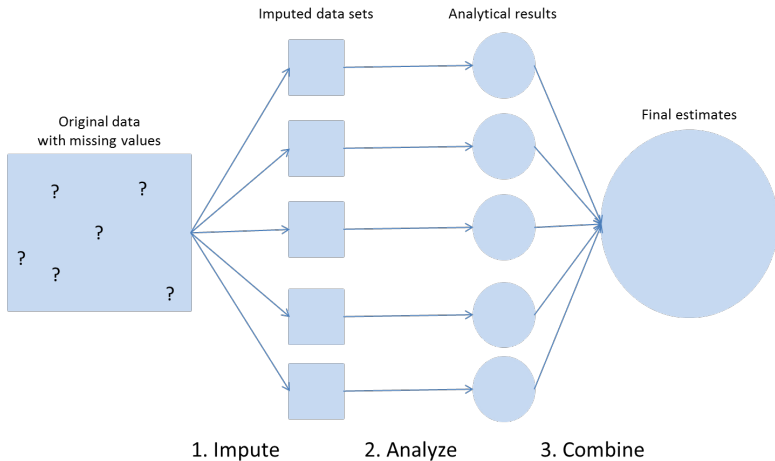 Imputed data sets
Analytical results
Original data
with missing values
Final estimates
?
?
?
?
?
?
1. Impute
2. Analyze
3. Combine